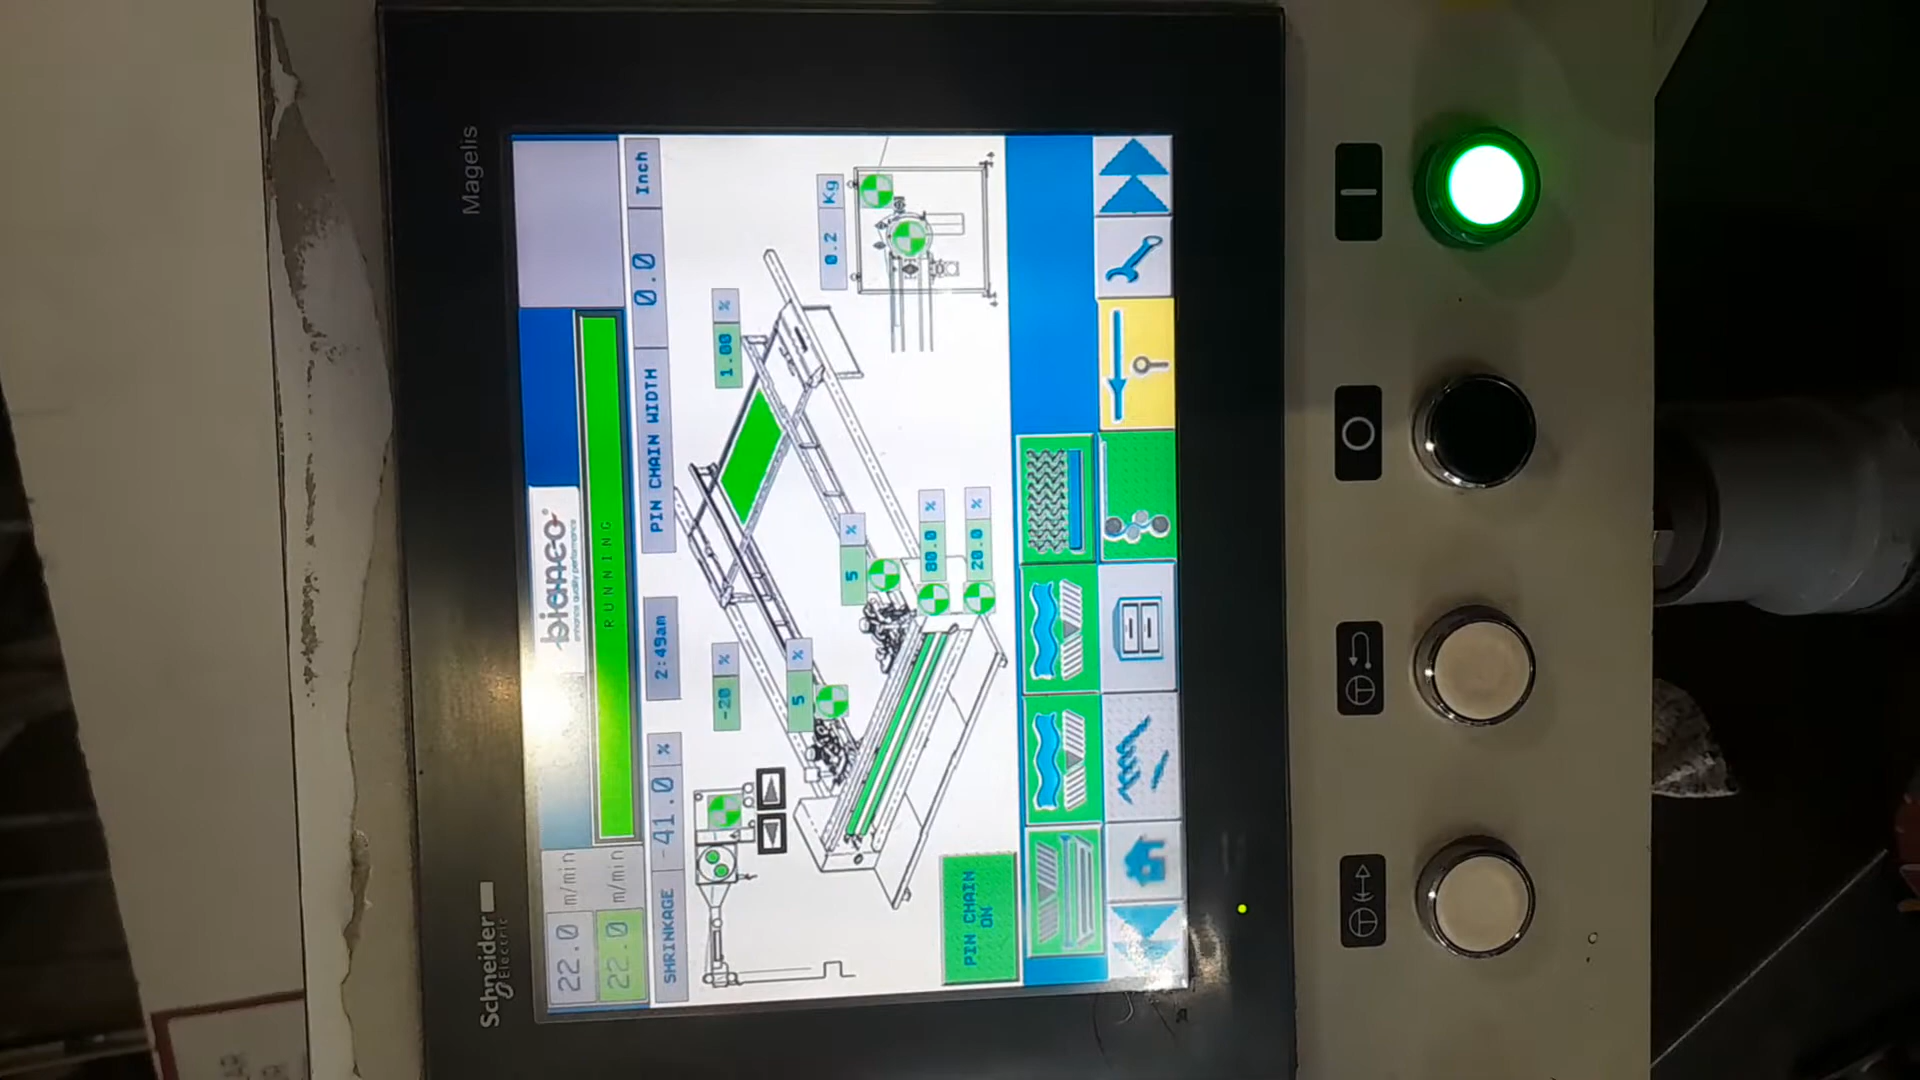 Schneider
Electric
Magelis
22.0 m/min
22.0 m/min
bianco®
enhance quality performance
RUNNING
SHRINKAGE -41.0 %
2:49am
PIN CHAIN WIDTH 0.0 Inch
-20 %
1.00 %
5 %
5 %
0.2 Kg
80.0 %
20.0 %
PIN CHAIN
ON